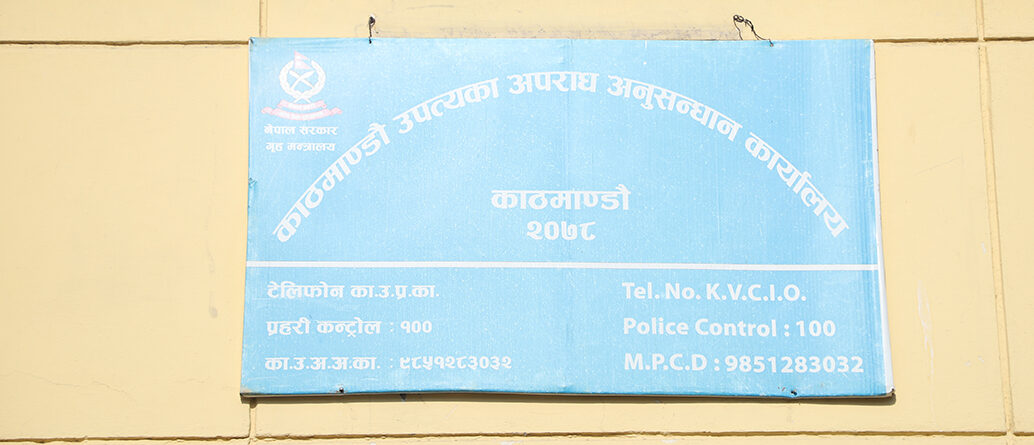 नेपाल सरकार
गृह मन्त्रालय
काठमाण्डौ उपत्यका अपराध अनुसन्धान कार्यालय
काठमाण्डौ
२०७८
टेलिफोन का.उ.प्र.का.
प्रहरी कन्ट्रोल : १००
का.उ.अ.अ.का. : ९८५१२८३०३२
Tel. No. K.V.C.I.O.
Police Control : 100
M.P.C.D : 9851283032